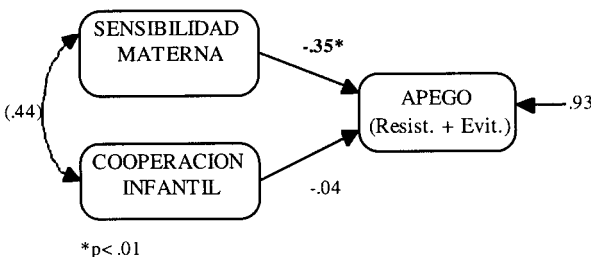 SENSIBILIDAD
MATERNA
-.35*
APEGO
(Resist. + Evit.)
.93
(.44)
COOPERACION
INFANTIL
-.04
*p< .01